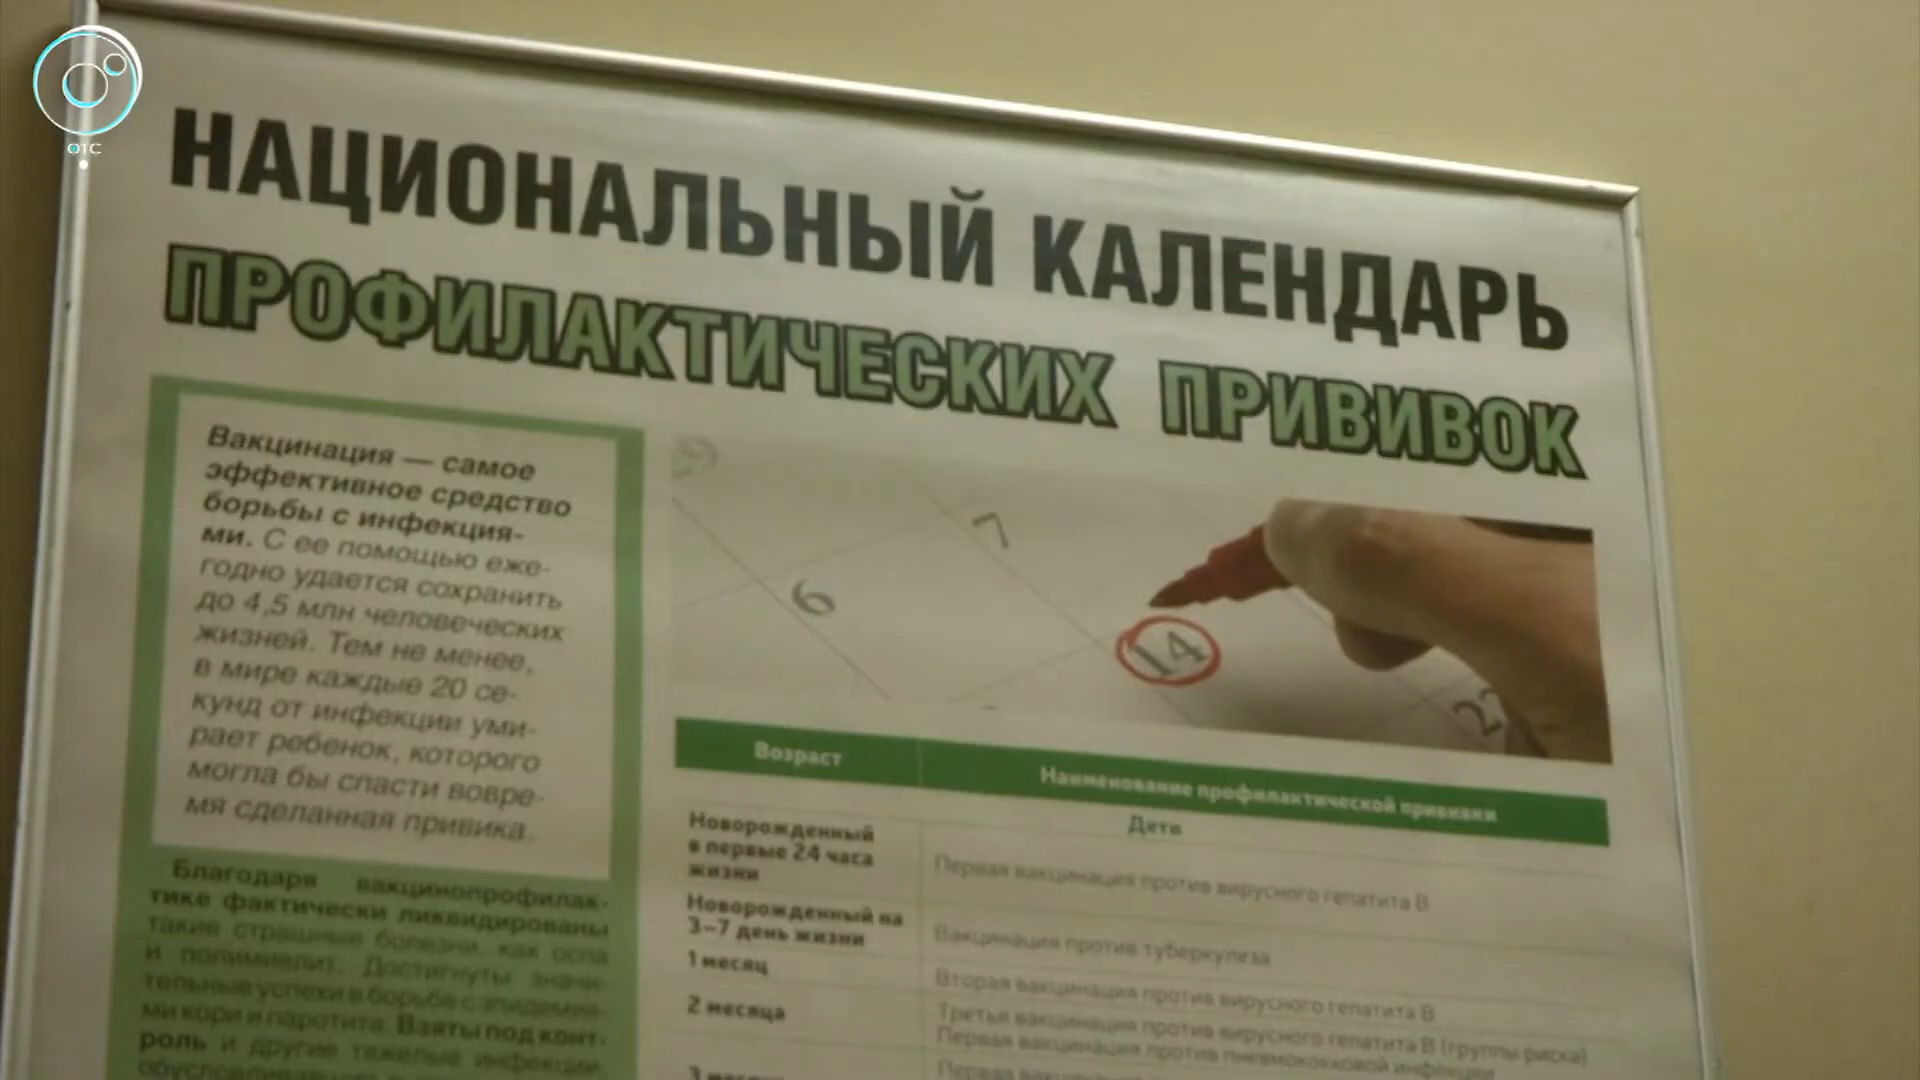 ОТС
НАЦИОНАЛЬНЫЙ КАЛЕНДАРЬ
ПРОФИЛАКТИЧЕСКИХ ПРИВИВОК
Вакцинация — самое
эффективное средство
борьбы с инфекция-
ми. С ее помощью еже-
годно удается сохранить
до 4,5 млн человеческих
жизней. Тем не менее,
в мире каждые 20 се-
кунд от инфекции уми-
рает ребенок, которого
могла бы спасти вовре-
мя сделанная привика.
Благодаря вакцинопрофилак-
тике фактически ликвидированы
такие страшные болезни, как оспа
и полимиелит. Достигнуты значи-
тельные успехи в борьбе с эпидемия-
ми кори и паротита. Взяты под конт-
роль и другие тяжелые инфекции,
7
6
14
Возраст
Наименование профилактической прививки
Дети
Новорожденный
в первые 24 часа
жизни
Первая вакцинация против вирусного гепатита В
Новорожденный на
3–7 день жизни
Вакцинация против туберкулеза
1 месяц
Вторая вакцинация против вирусного гепатита В
2 месяца
Третья вакцинация против вирусного гепатита В (группы риска)
Первая вакцинация против пневмококковой инфекции
3
Первая вакцинация против